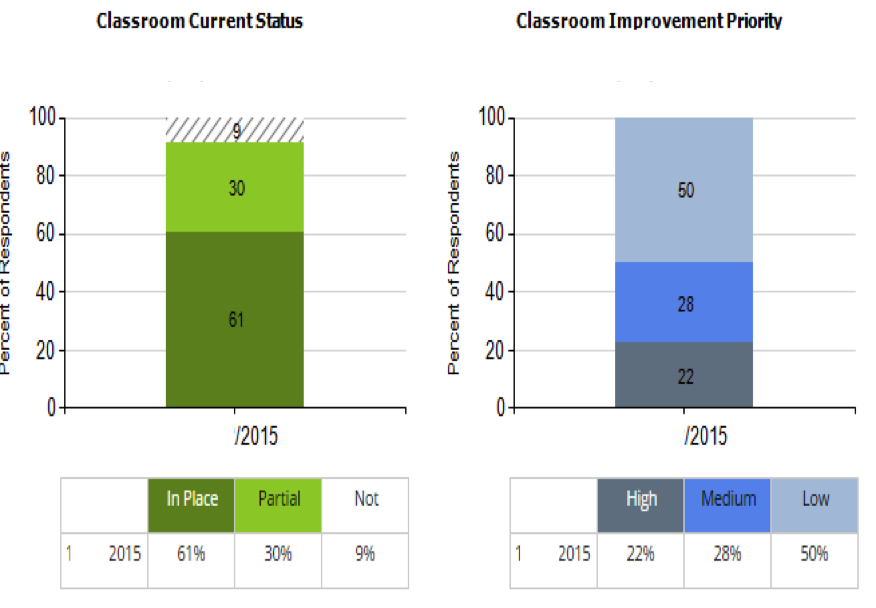 Classroom Current Status
Percent of Respondents
100
80
60
40
20
0
9
30
61
/2015
In Place Partial Not
1 2015 61% 30% 9%
Classroom Improvement Priority
Percent of Respondents
100
80
60
40
20
0
50
28
22
/2015
High Medium Low
1 2015 22% 28% 50%